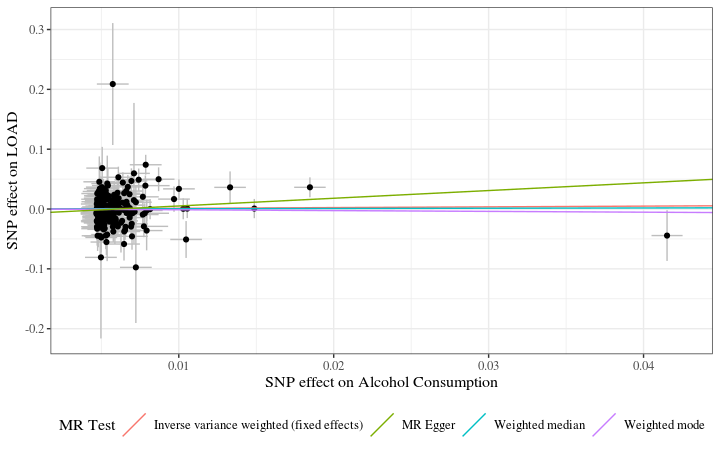 0.3
0.2
0.1
0.0
-0.1
-0.2
SNP effect on LOAD
0.01
0.02
0.03
0.04
SNP effect on Alcohol Consumption
MR Test
Inverse variance weighted (fixed effects)
MR Egger
Weighted median
Weighted mode